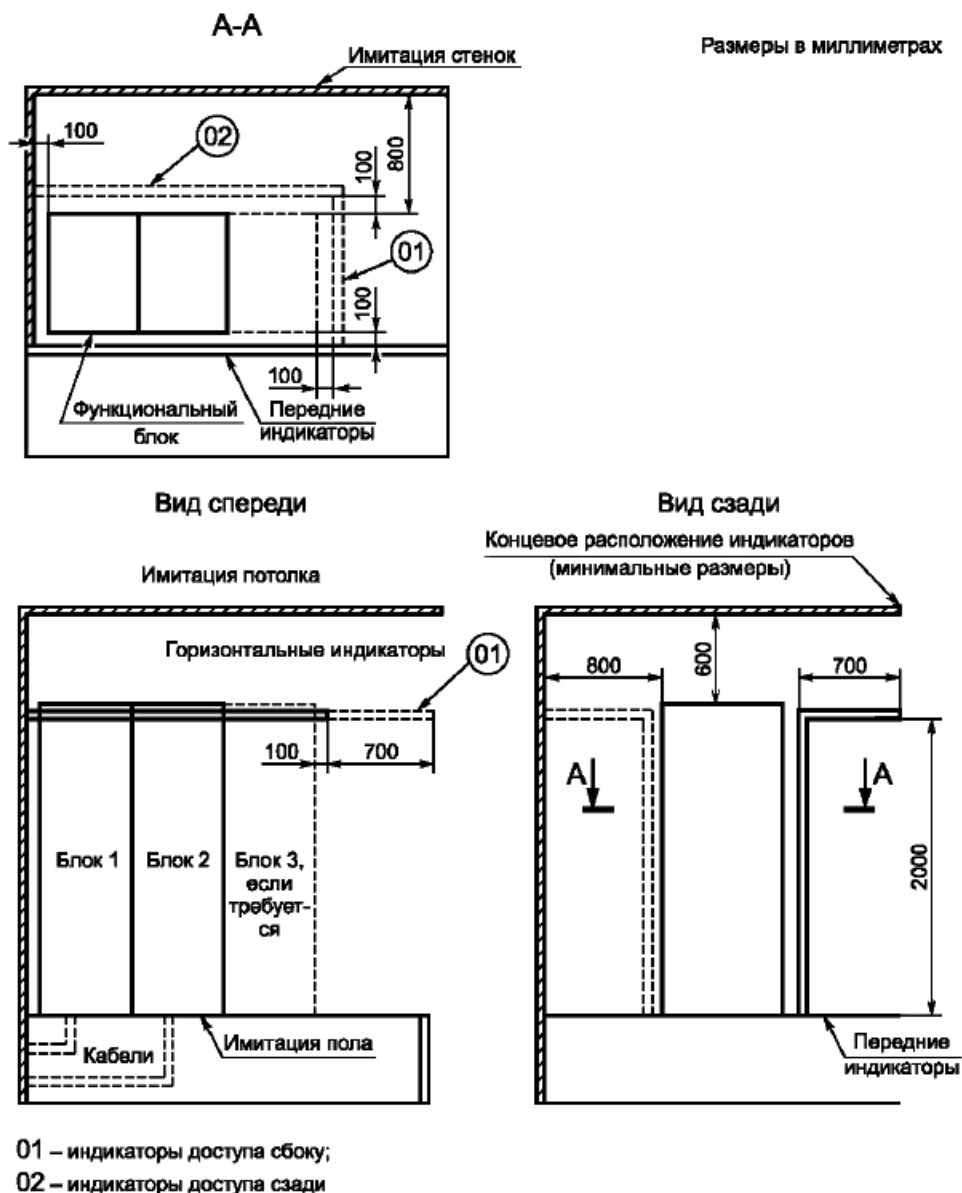 А-А
Имитация стенок
Размеры в миллиметрах
100
02
800
100
01
100
100
Функциональный
блок
Передние
индикаторы
Вид спереди
Имитация потолка
Горизонтальные индикаторы
01
100
700
Блок 1
Блок 2
Блок 3,
если
требует-
ся
Кабели
Имитация пола
Вид сзади
Концевое расположение индикаторов
(минимальные размеры)
800
600
700
А
А
2000
Передние
индикаторы
01 – индикаторы доступа сбоку;
02 – индикаторы доступа сзади